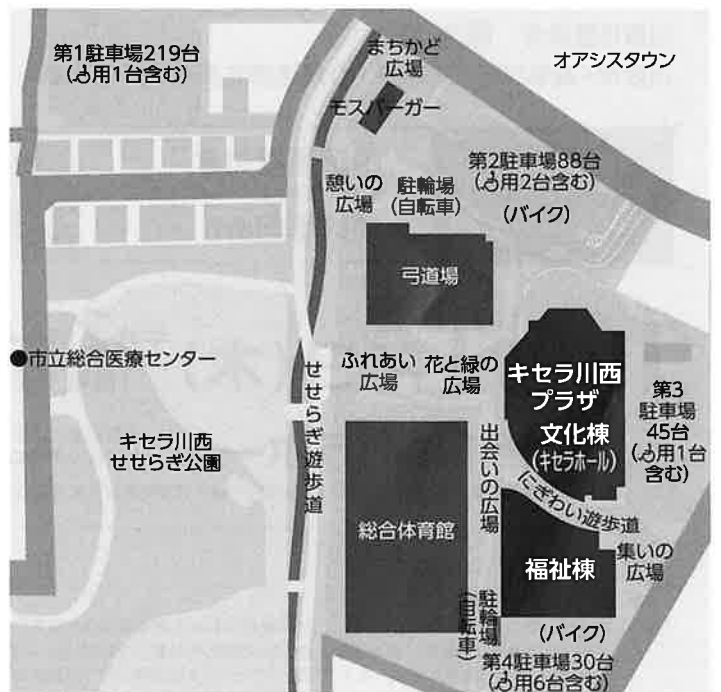 第1駐車場219台
(♿用1台含む)
まちかど
広場
オアシスタウン
モスバーガー
第2駐車場88台
(♿用2台含む)
憩いの
広場
駐輪場
(自転車)
(バイク)
弓道場
●市立総合医療センター
せせらぎ遊歩道
ふれあい
広場
花と緑の
広場
キセラ川西
プラザ
文化棟
(キセラホール)
第3
駐車場
45台
(♿用1台
含む)
キセラ川西
せせらぎ公園
出会いの広場
にぎわい遊歩道
総合体育館
福祉棟
集いの
広場
駐輪場
(自転車)
(バイク)
第4駐車場30台
(♿用6台含む)